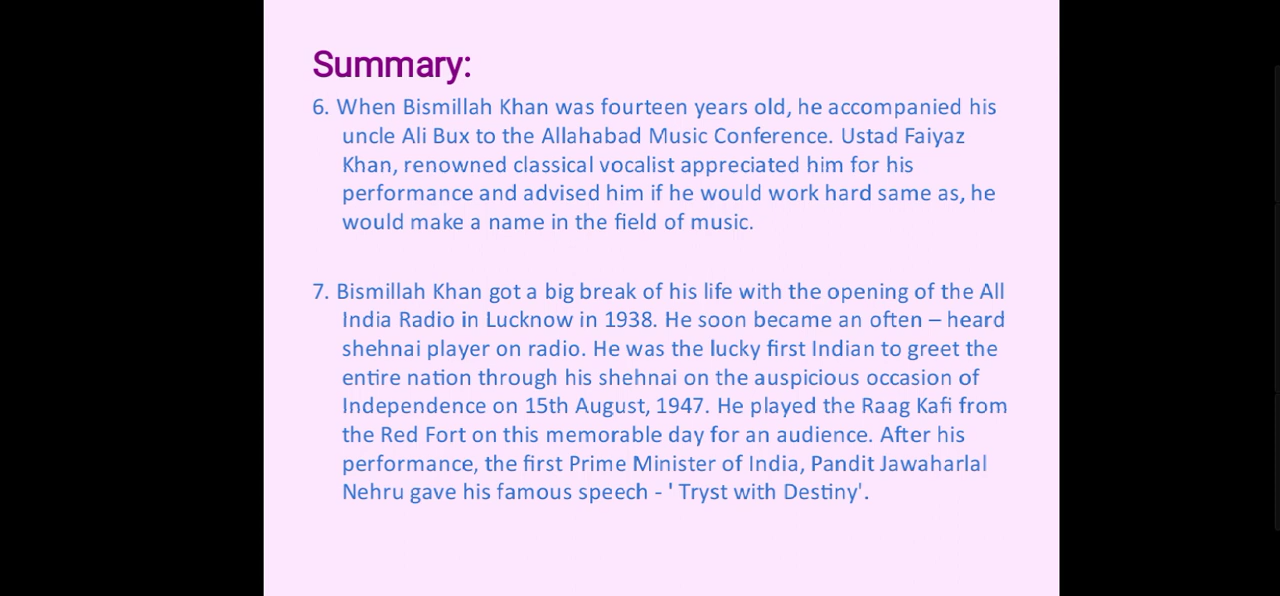 Summary:
6. When Bismillah Khan was fourteen years old, he accompanied his
uncle Ali Bux to the Allahabad Music Conference. Ustad Faiyaz
Khan, renowned classical vocalist appreciated him for his
performance and advised him if he would work hard same as, he
would make a name in the field of music.
7. Bismillah Khan got a big break of his life with the opening of the All
India Radio in Lucknow in 1938. He soon became an often – heard
shehnai player on radio. He was the lucky first Indian to greet the
entire nation through his shehnai on the auspicious occasion of
Independence on 15th August, 1947. He played the Raag Kafi from
the Red Fort on this memorable day for an audience. After his
performance, the first Prime Minister of India, Pandit Jawaharlal
Nehru gave his famous speech - ' Tryst with Destiny'.